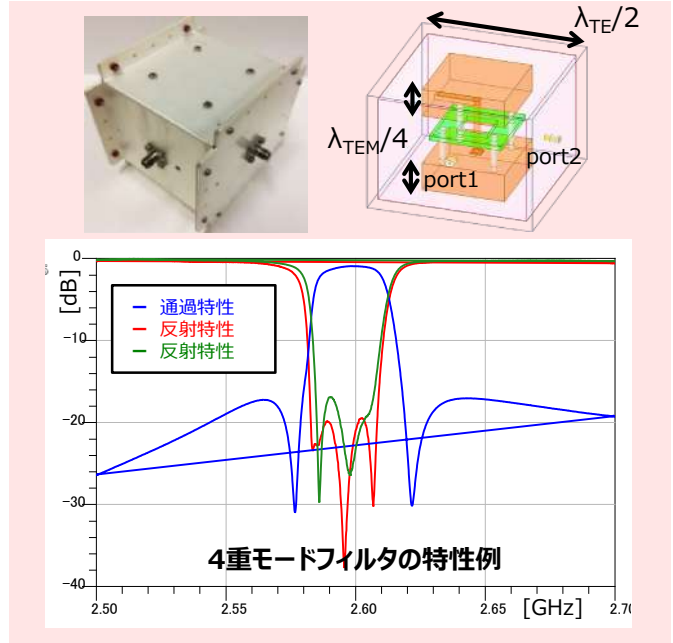 λTE/2
λTEM/4
port1
port2
[dB]
0
-10
-20
-30
-40
通過特性
反射特性
反射特性
4重モードフィルタの特性例
2.50 2.55 2.60 2.65 [GHz] 2.70